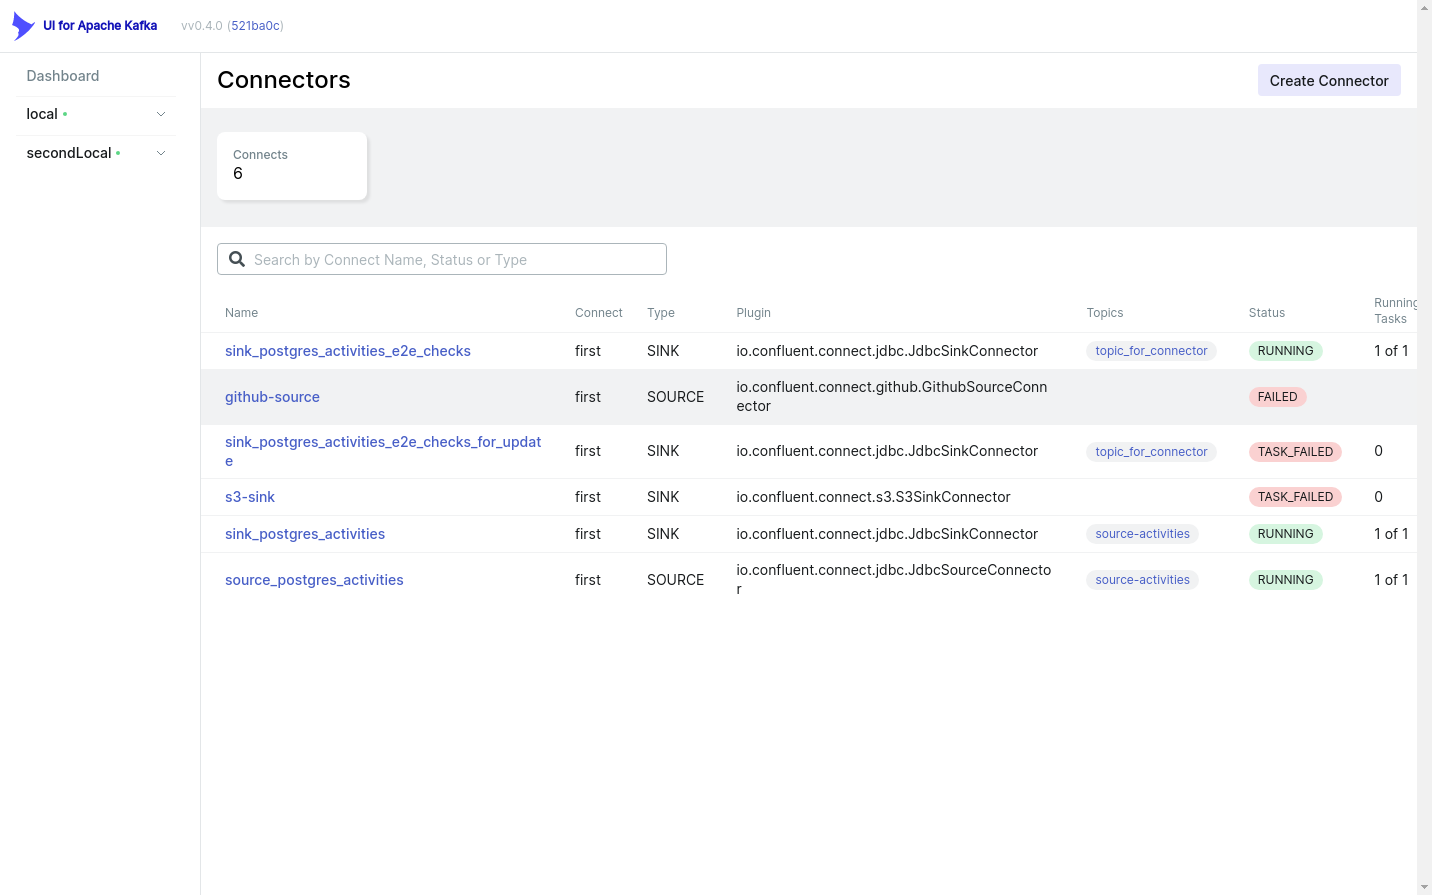 UI for Apache Kafka vv0.4.0 (521ba0c)
Dashboard
local
secondLocal
Connectors
Create Connector
Connects
6
Search by Connect Name, Status or Type
Name Connect Type Plugin Topics Status Running
Tasks
sink_postgres_activities_e2e_checks first SINK io.confluent.connect.jdbc.JdbcSinkConnector topic_for_connector RUNNING 1 of 1
github-source first SOURCE io.confluent.connect.github.GithubSourceConn
ector FAILED
sink_postgres_activities_e2e_checks_for_updat
e first SINK io.confluent.connect.jdbc.JdbcSinkConnector topic_for_connector TASK_FAILED 0
s3-sink first SINK io.confluent.connect.s3.S3SinkConnector TASK_FAILED 0
sink_postgres_activities first SINK io.confluent.connect.jdbc.JdbcSinkConnector source-activities RUNNING 1 of 1
source_postgres_activities first SOURCE io.confluent.connect.jdbc.JdbcSourceConnecto
r source-activities RUNNING 1 of 1